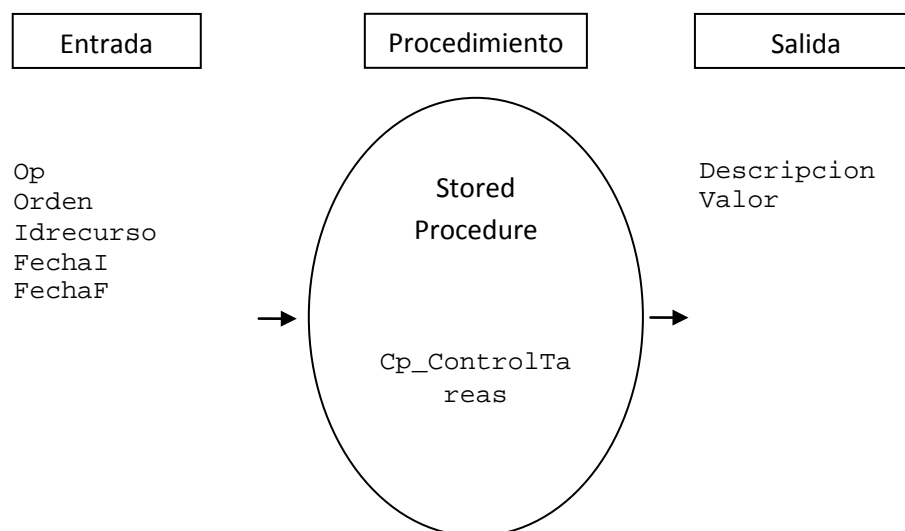 Entrada
Procedimiento
Salida
Op
Orden
Idrecurso
FechaI
FechaF
Stored
Procedure
Cp_ControlTa
reas
Descripcion
Valor